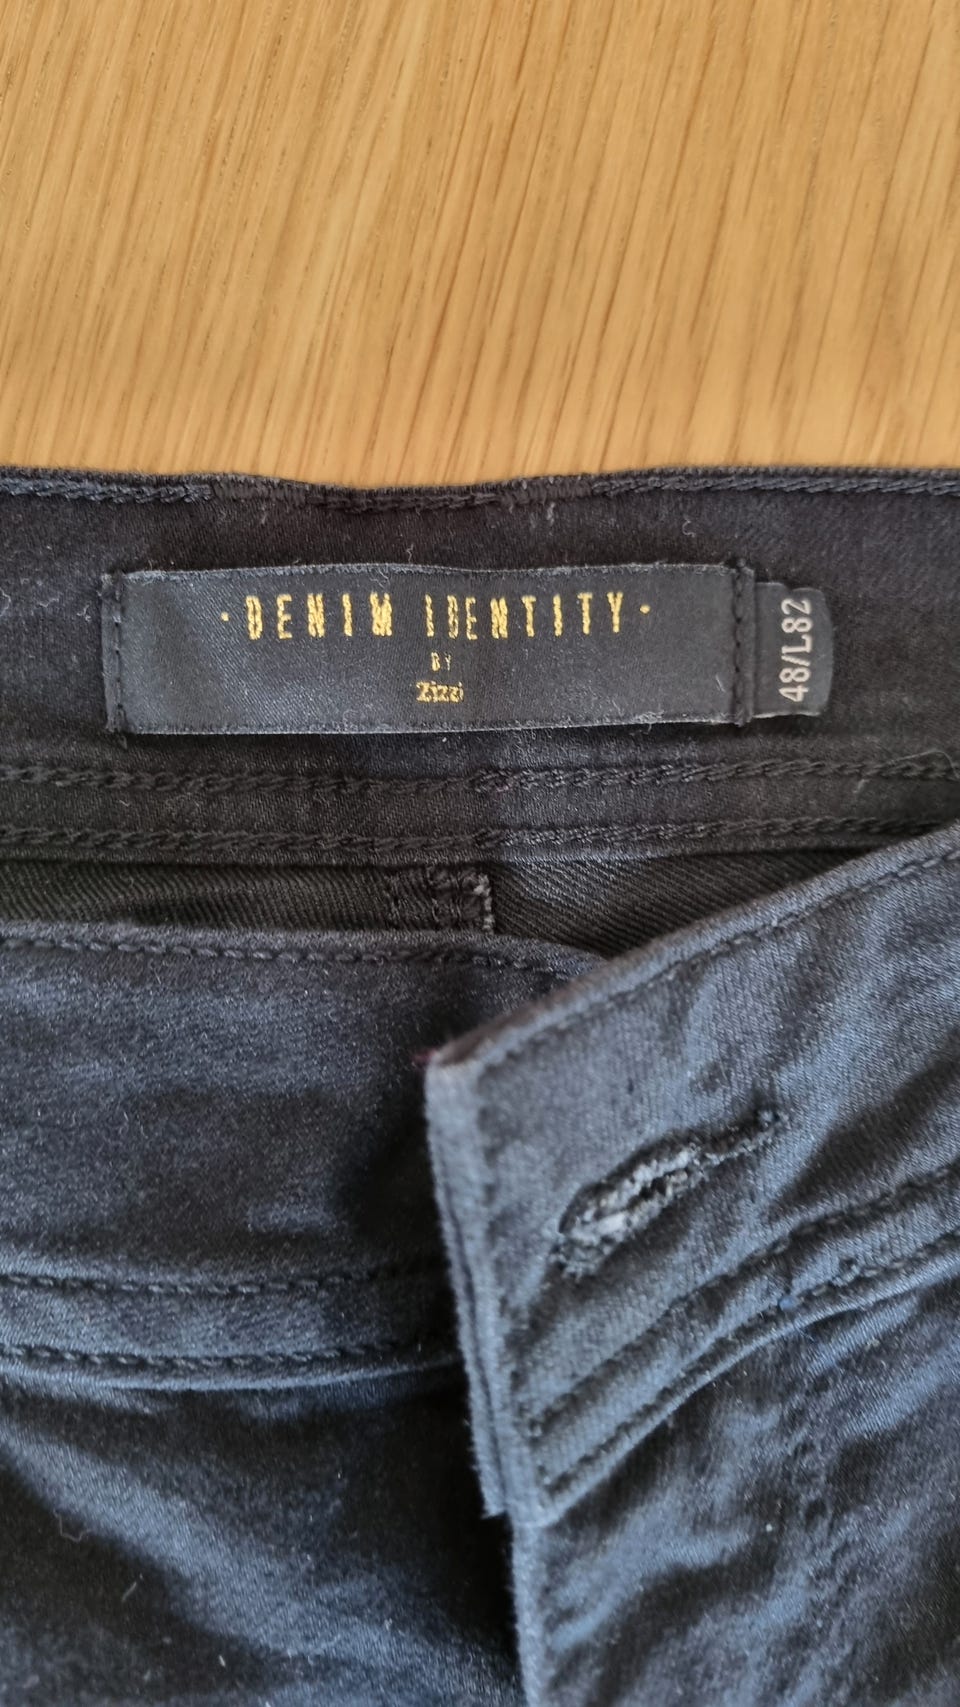 · DENIM IDENTITY ·
BY
Zizzi
48/L82